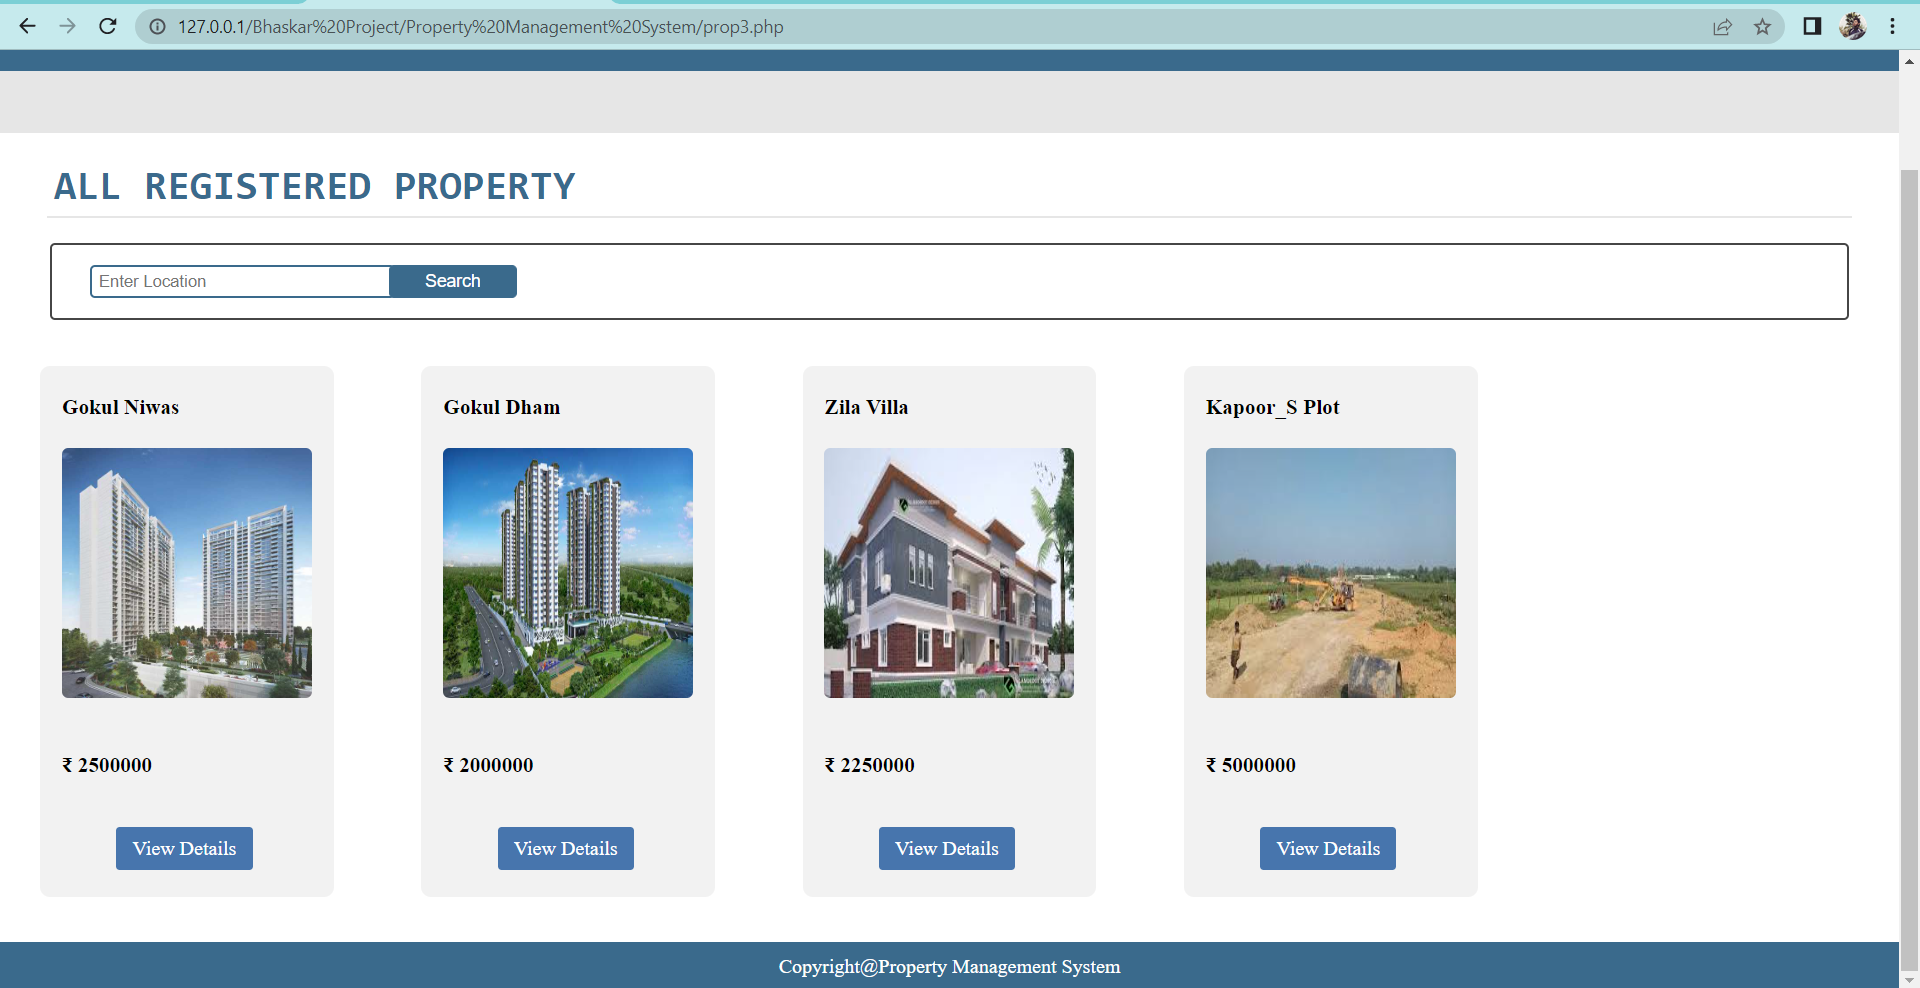 127.0.0.1/Bhaskar%20Project/Property%20Management%20System/prop3.php
ALL REGISTERED PROPERTY
Enter Location
Search
Gokul Niwas
Gokul Dham
Zila Villa
Kapoor_S Plot
₹ 2500000
₹ 2000000
₹ 2250000
₹ 5000000
View Details
View Details
View Details
View Details
Copyright@Property Management System